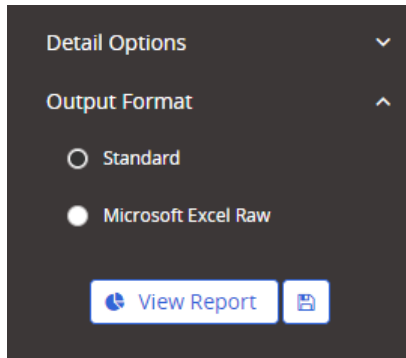 Detail Options
Output Format
Standard
Microsoft Excel Raw
View Report